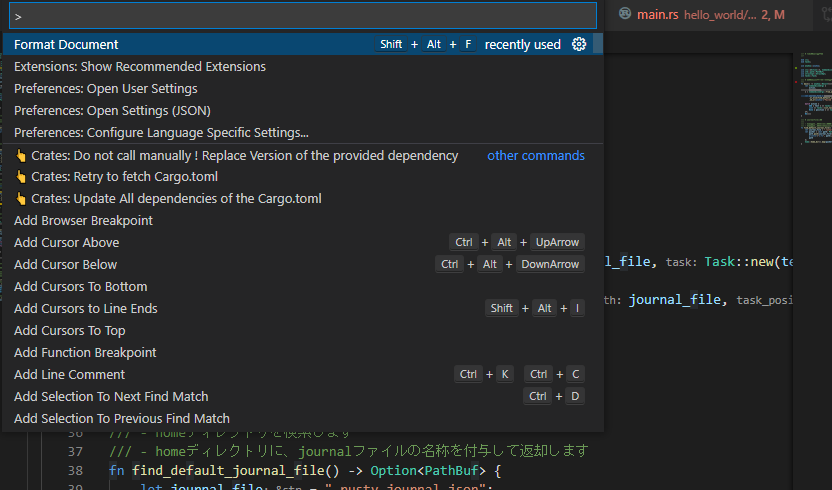 >
main.rs hello_world/... 2, M
Format Document Shift + Alt + F recently used
Extensions: Show Recommended Extensions
Preferences: Open User Settings
Preferences: Open Settings (JSON)
Preferences: Configure Language Specific Settings...
👆 Crates: Do not call manually ! Replace Version of the provided dependency other commands
👆 Crates: Retry to fetch Cargo.toml
👆 Crates: Update All dependencies of the Cargo.toml
Add Browser Breakpoint
Add Cursor Above Ctrl + Alt + UpArrow
Add Cursor Below Ctrl + Alt + DownArrow
l_file, task: Task::new(te
Add Cursors To Bottom
Add Cursors to Line Ends Shift + Alt + I
th: journal_file, task_posi
Add Cursors To Top
Add Function Breakpoint
Add Line Comment Ctrl + K Ctrl + C
Add Selection To Next Find Match Ctrl + D
Add Selection To Previous Find Match
36 /// - homeディレクトリを検索します
37 /// - homeディレクトリに、journalファイルの名称を付与して返却します
38 fn find_default_journal_file() -> Option<PathBuf> {
39 let journal_file: &str = ".rusty-journal.json";